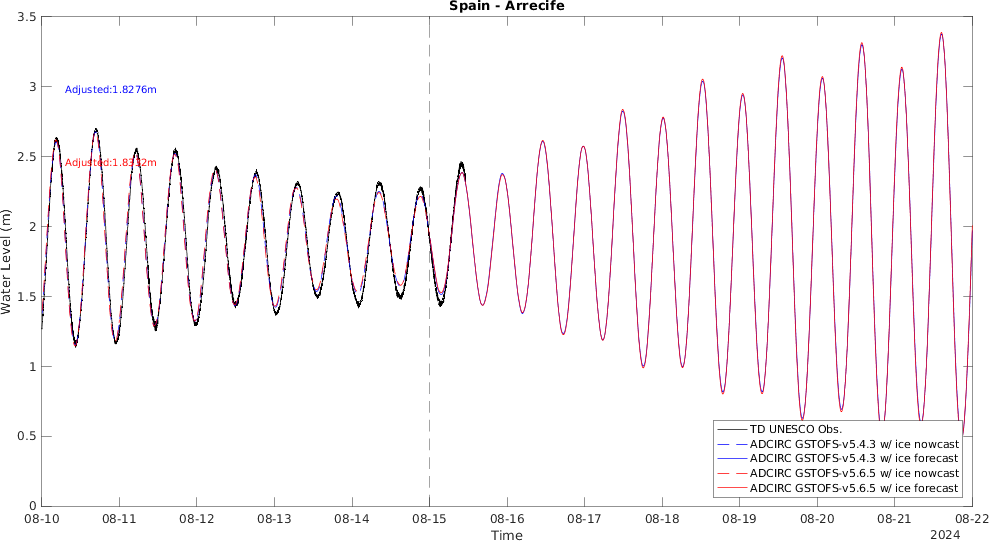 Spain - Arrecife
Water Level (m)
3.5
3
2.5
2
1.5
1
0.5
0
Adjusted:1.8276m
Adjusted:1.8332m
TD UNESCO Obs.
ADCIRC GSTOFS-v5.4.3 w/ ice nowcast
ADCIRC GSTOFS-v5.4.3 w/ ice forecast
ADCIRC GSTOFS-v5.6.5 w/ ice nowcast
ADCIRC GSTOFS-v5.6.5 w/ ice forecast
08-10 08-11 08-12 08-13 08-14 08-15 08-16 08-17 08-18 08-19 08-20 08-21 08-22
Time
2024